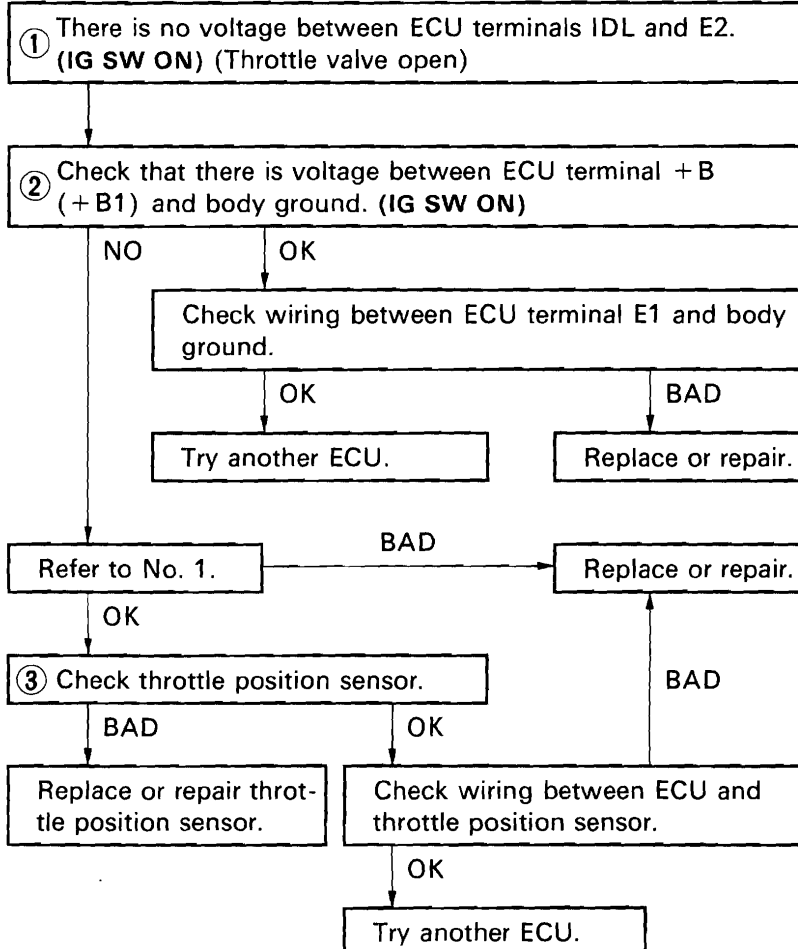 ① There is no voltage between ECU terminals IDL and E2.
(IG SW ON) (Throttle valve open)
② Check that there is voltage between ECU terminal +B
(+B1) and body ground. (IG SW ON)
NO
OK
Check wiring between ECU terminal E1 and body
ground.
OK
BAD
Try another ECU.
Replace or repair.
BAD
Refer to No. 1.
Replace or repair.
OK
③ Check throttle position sensor.
BAD
BAD
OK
Replace or repair throt-
tle position sensor.
Check wiring between ECU and
throttle position sensor.
OK
Try another ECU.